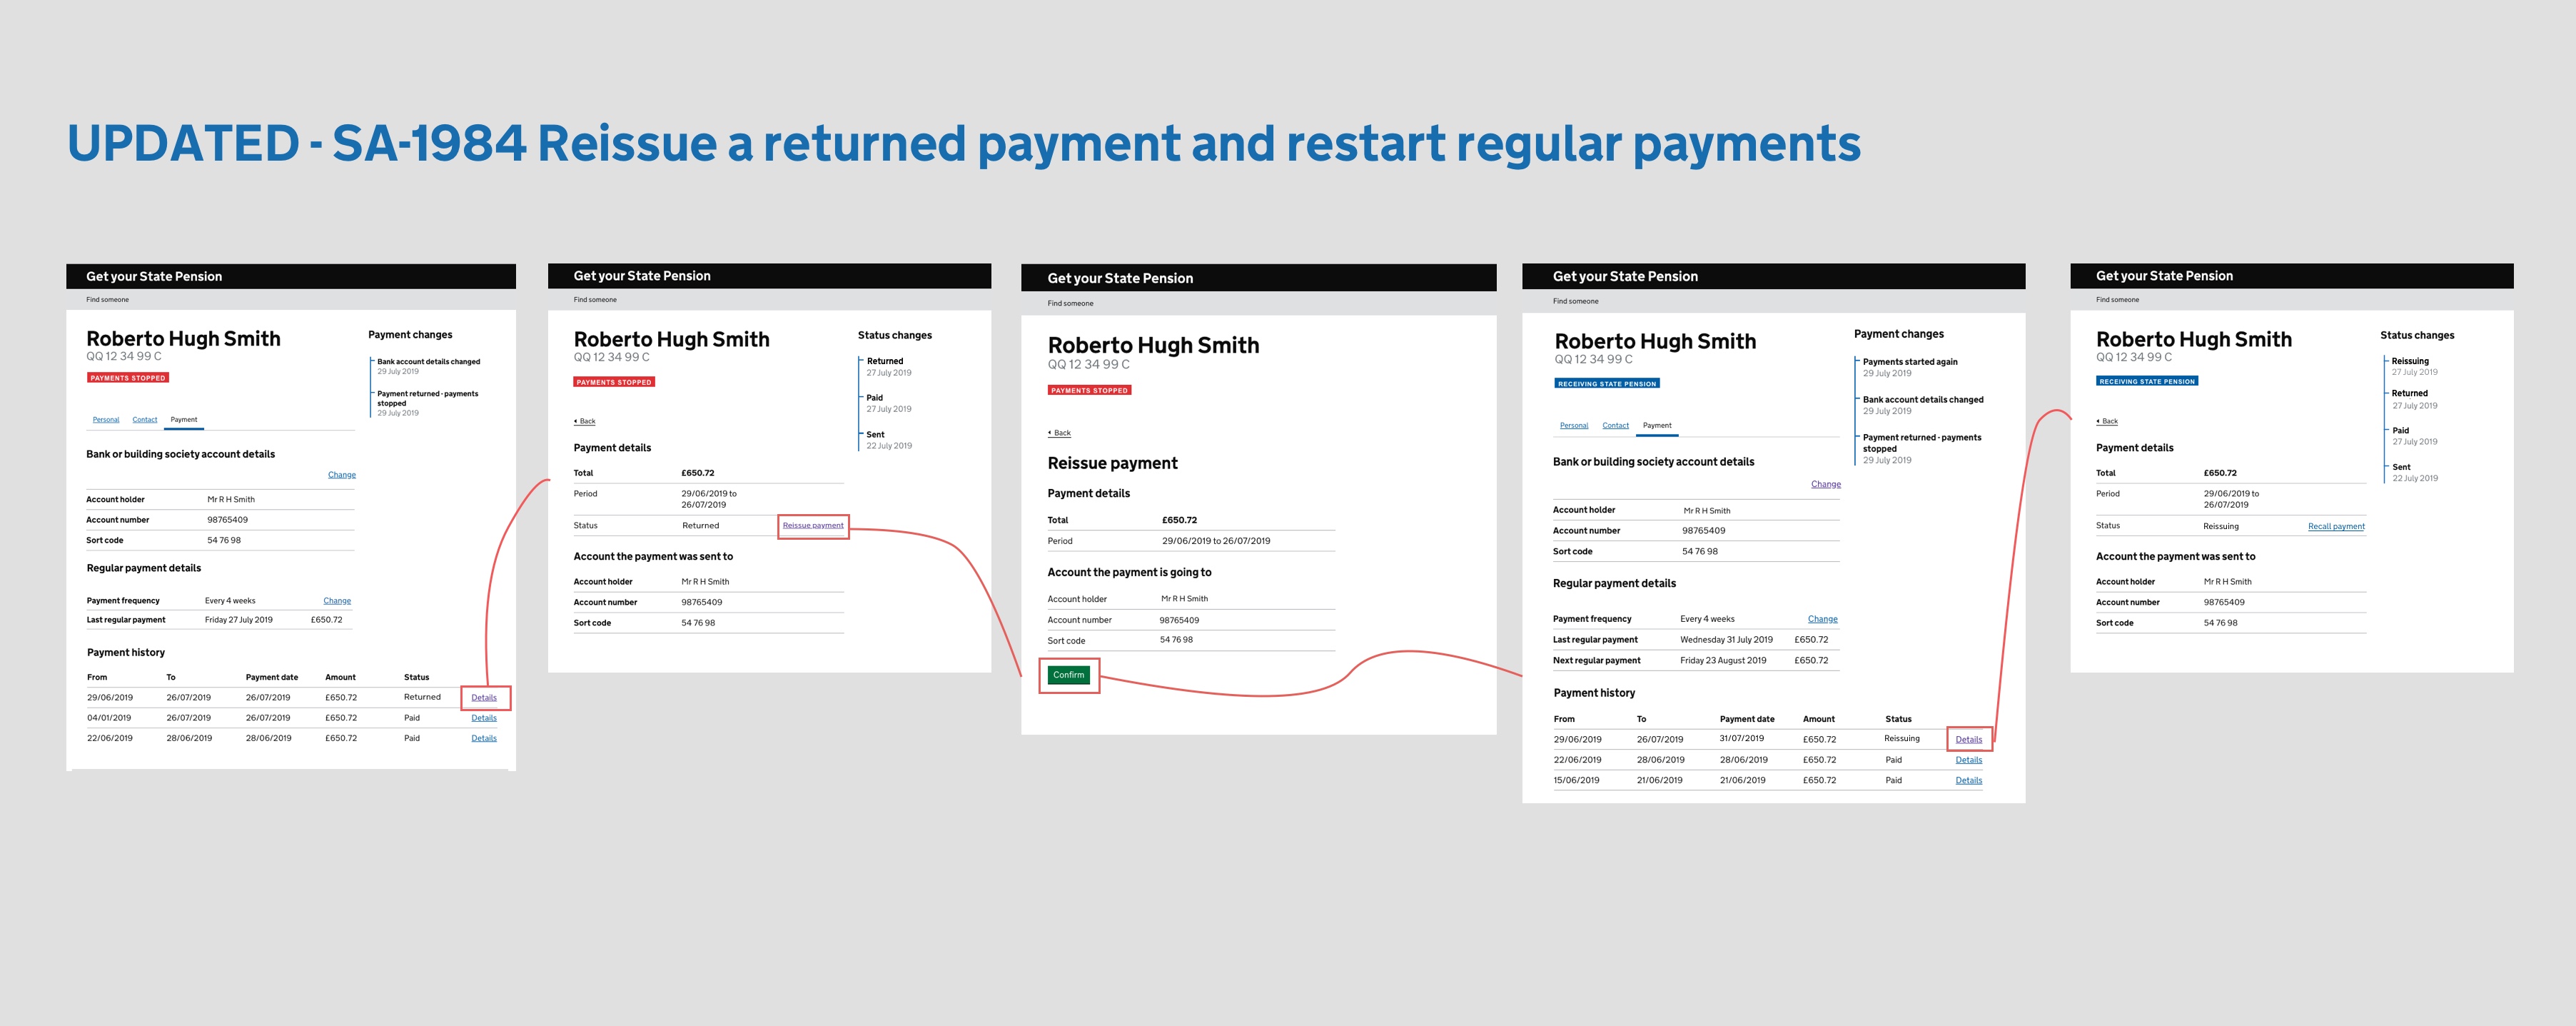 UPDATED - SA-1984 Reissue a returned payment and restart regular payments
Get your State Pension
Find someone
Roberto Hugh Smith
QQ 12 34 99 C
PAYMENTS STOPPED
Personal Contact Payment
Payment changes
Bank account details changed
29 July 2019
Payment returned - payments
stopped
29 July 2019
Bank or building society account details
Change
Account holder Mr R H Smith
Account number 98765409
Sort code 54 76 98
Regular payment details
Payment frequency Every 4 weeks Change
Last regular payment Friday 27 July 2019 £650.72
Payment history
From To Payment date Amount Status
29/06/2019 26/07/2019 26/07/2019 £650.72 Returned Details
04/01/2019 26/07/2019 26/07/2019 £650.72 Paid Details
22/06/2019 28/06/2019 28/06/2019 £650.72 Paid Details
Get your State Pension
Find someone
Roberto Hugh Smith
QQ 12 34 99 C
PAYMENTS STOPPED
Back
Status changes
Returned
27 July 2019
Paid
27 July 2019
Sent
22 July 2019
Payment details
Total £650.72
Period 29/06/2019 to
26/07/2019
Status Returned Reissue payment
Account the payment was sent to
Account holder Mr R H Smith
Account number 98765409
Sort code 54 76 98
Get your State Pension
Find someone
Roberto Hugh Smith
QQ 12 34 99 C
PAYMENTS STOPPED
Back
Reissue payment
Payment details
Total £650.72
Period 29/06/2019 to 26/07/2019
Account the payment is going to
Account holder Mr R H Smith
Account number 98765409
Sort code 54 76 98
Confirm
Get your State Pension
Find someone
Roberto Hugh Smith
QQ 12 34 99 C
RECEIVING STATE PENSION
Personal Contact Payment
Payment changes
Payments started again
29 July 2019
Bank account details changed
29 July 2019
Payment returned - payments
stopped
29 July 2019
Bank or building society account details
Change
Account holder Mr R H Smith
Account number 98765409
Sort code 54 76 98
Regular payment details
Payment frequency Every 4 weeks Change
Last regular payment Wednesday 31 July 2019 £650.72
Next regular payment Friday 23 August 2019 £650.72
Payment history
From To Payment date Amount Status
29/06/2019 26/07/2019 31/07/2019 £650.72 Reissuing Details
22/06/2019 28/06/2019 28/06/2019 £650.72 Paid Details
15/06/2019 21/06/2019 21/06/2019 £650.72 Paid Details
Get your State Pension
Find someone
Roberto Hugh Smith
QQ 12 34 99 C
RECEIVING STATE PENSION
Back
Status changes
Reissuing
27 July 2019
Returned
27 July 2019
Paid
27 July 2019
Sent
22 July 2019
Payment details
Total £650.72
Period 29/06/2019 to
26/07/2019
Status Reissuing Recall payment
Account the payment was sent to
Account holder Mr R H Smith
Account number 98765409
Sort code 54 76 98